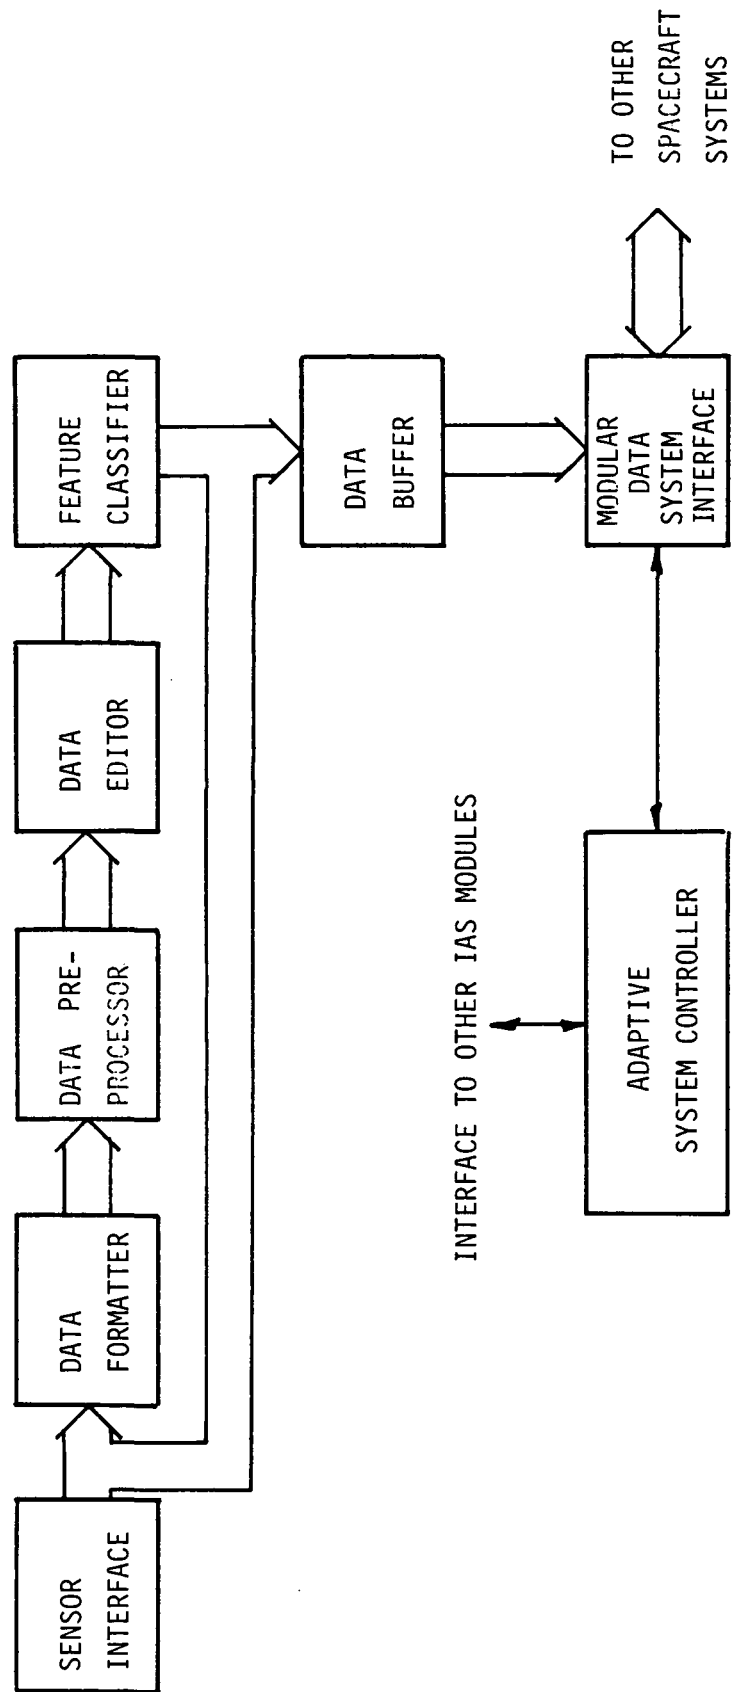 SENSOR
INTERFACE
DATA
FORMATTER
DATA PRE-
PROCESSOR
DATA
EDITOR
FEATURE
CLASSIFIER
DATA
BUFFER
INTERFACE TO OTHER IAS MODULES
ADAPTIVE
SYSTEM CONTROLLER
MODULAR
DATA
SYSTEM
INTERFACE
TO OTHER
SPACECRAFT
SYSTEMS